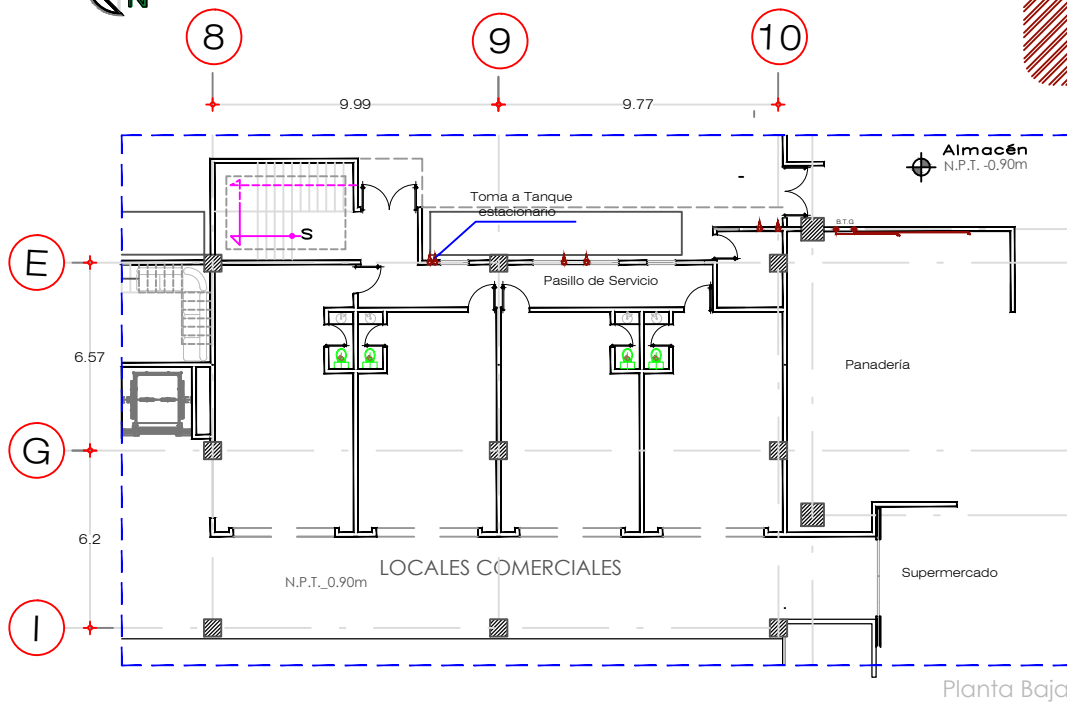 N
8
9
10
9.99
9.77
Almacén
N.P.T. -0.90m
Toma a Tanque
estacionario
B.T.G
S
E
Pasillo de Servicio
6.57
Panadería
G
6.2
LOCALES COMERCIALES
N.P.T._0.90m
Supermercado
I
Planta Baja